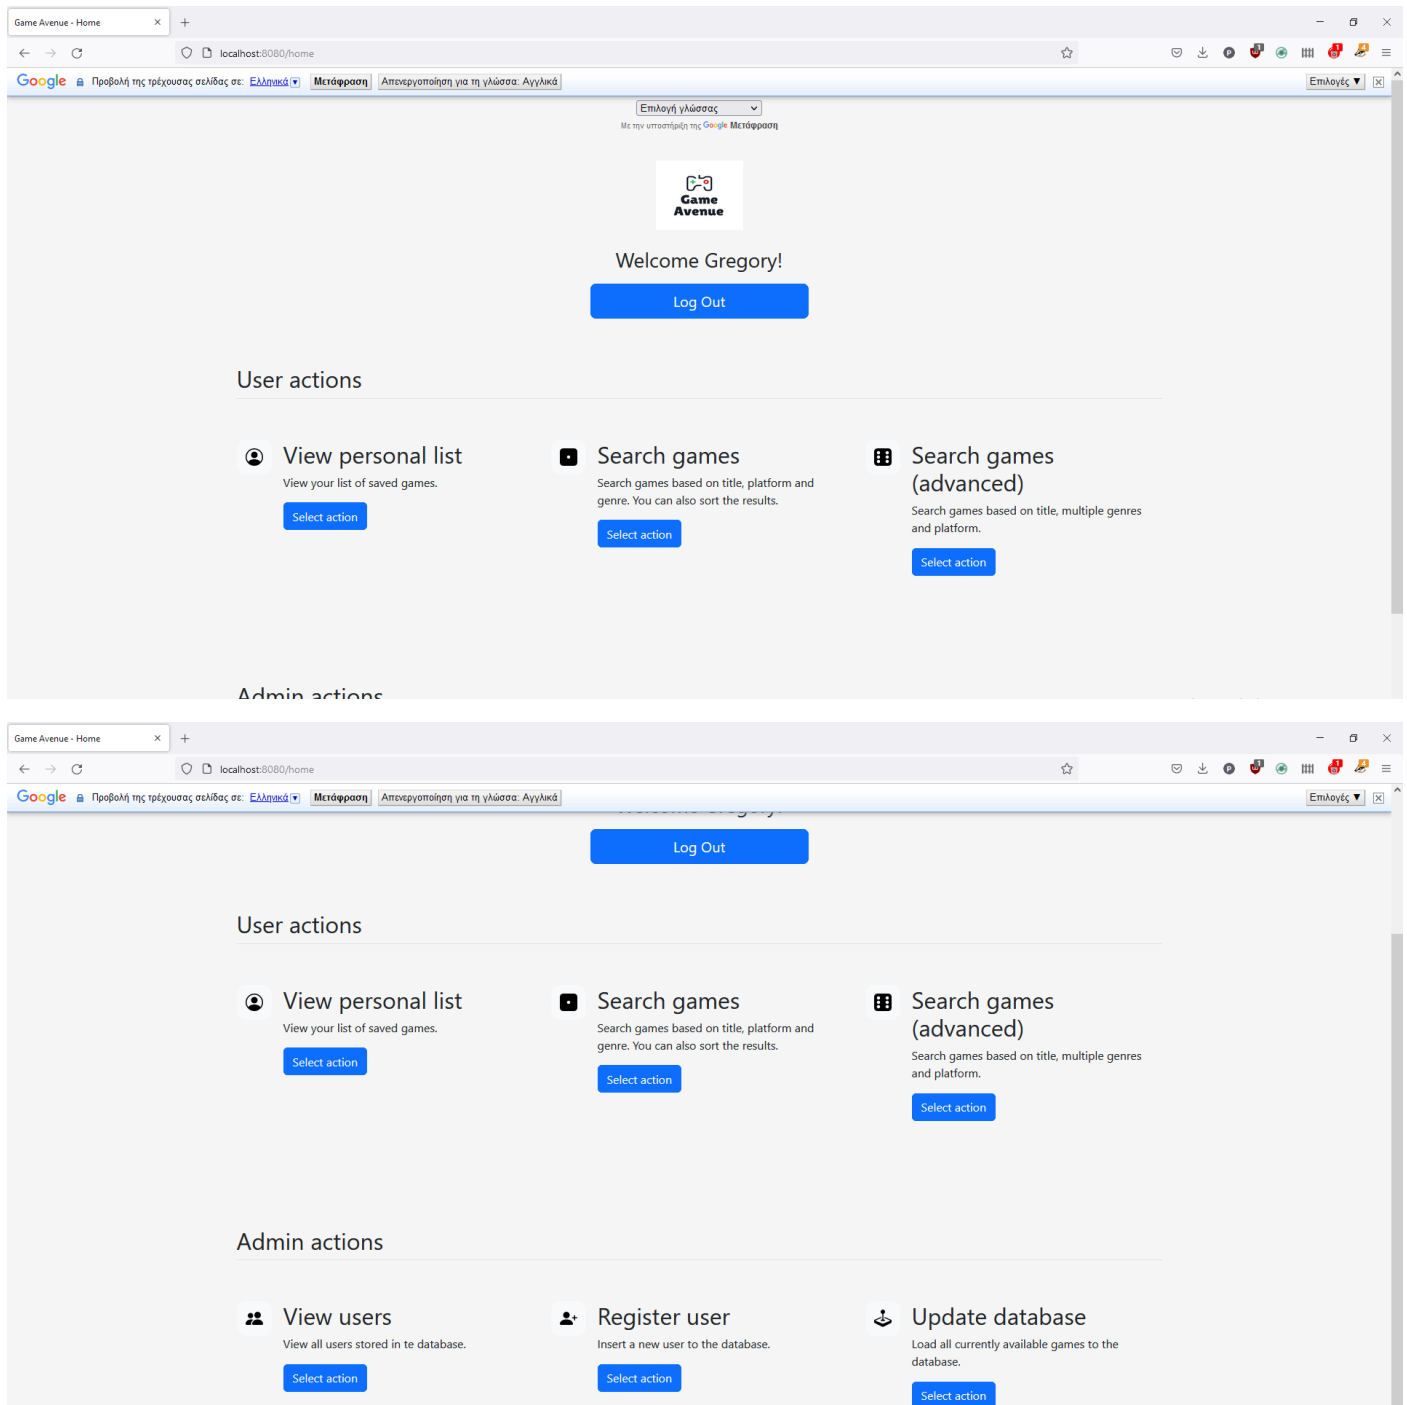 Game Avenue - Home
localhost:8080/home
Google Προβολή της τρέχουσας σελίδας σε: Ελληνικά Μετάφραση Απενεργοποίηση για τη γλώσσα: Αγγλικά Επιλογές ▼
Επιλογή γλώσσας
Με την υποστήριξη της Google Μετάφραση
Game
Avenue
Welcome Gregory!
Log Out
User actions
View personal list
View your list of saved games.
Select action
Search games
Search games based on title, platform and
genre. You can also sort the results.
Select action
Search games
(advanced)
Search games based on title, multiple genres
and platform.
Select action
Admin actions
Game Avenue - Home
localhost:8080/home
Google Προβολή της τρέχουσας σελίδας σε: Ελληνικά Μετάφραση Απενεργοποίηση για τη γλώσσα: Αγγλικά Επιλογές ▼
Welcome Gregory!
Log Out
User actions
View personal list
View your list of saved games.
Select action
Search games
Search games based on title, platform and
genre. You can also sort the results.
Select action
Search games
(advanced)
Search games based on title, multiple genres
and platform.
Select action
Admin actions
View users
View all users stored in te database.
Select action
Register user
Insert a new user to the database.
Select action
Update database
Load all currently available games to the
database.
Select action